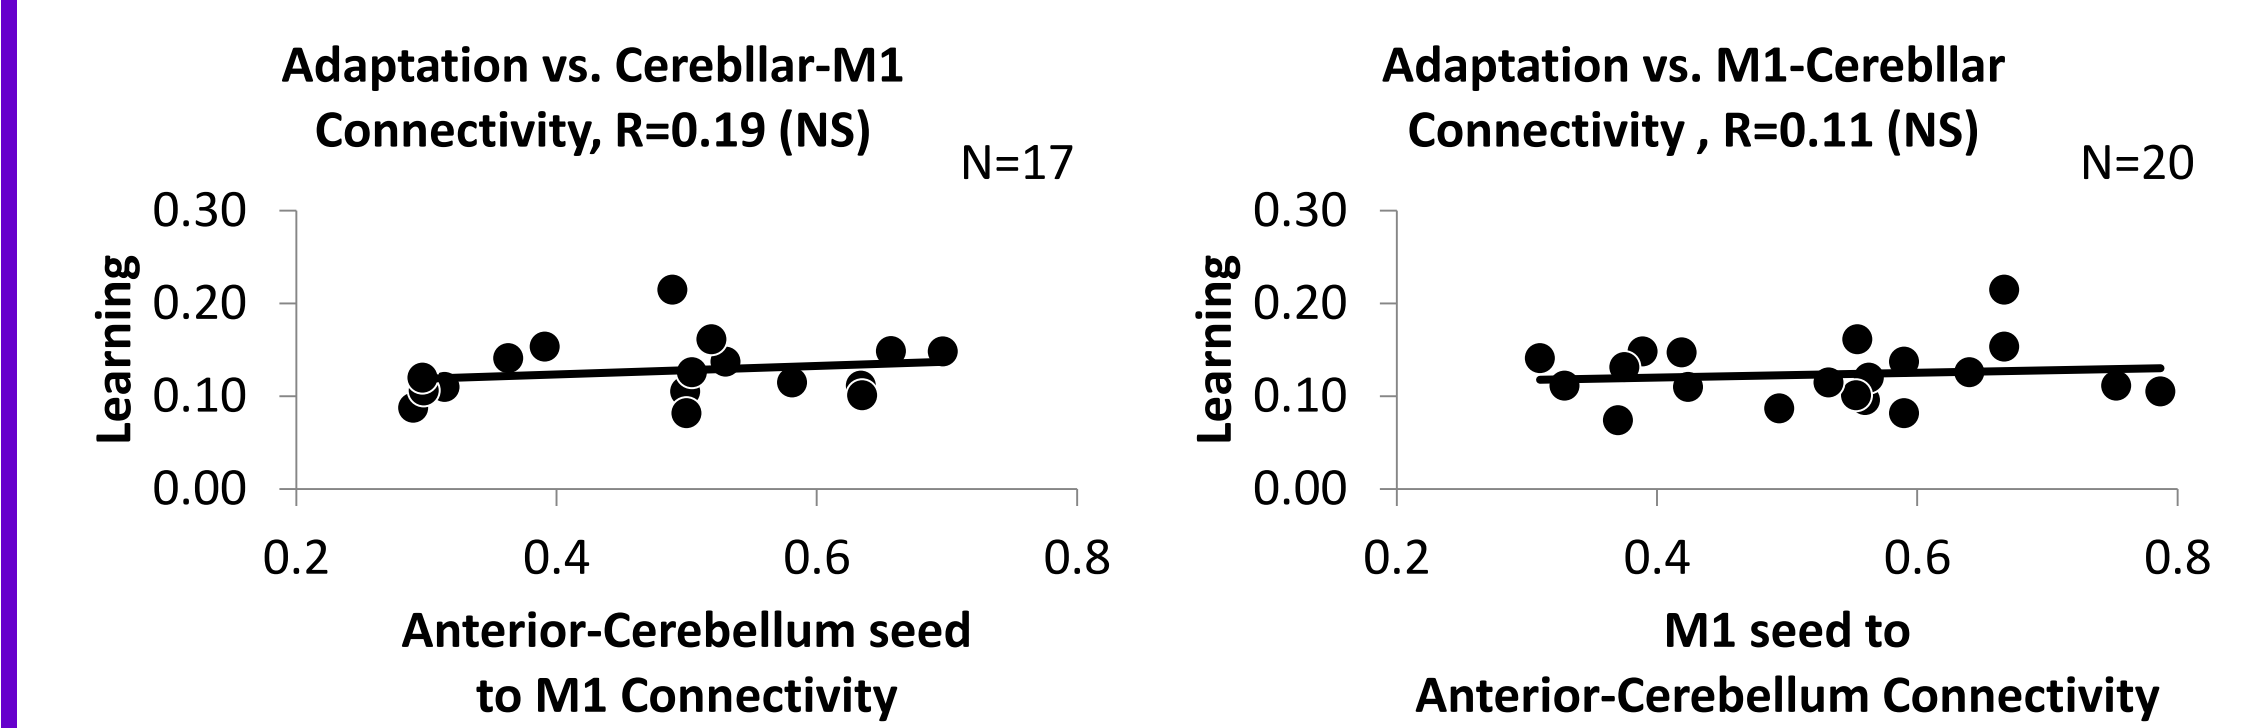 Adaptation vs. Cerebllar-M1
Connectivity, R=0.19 (NS)
N=17
0.30
0.20
0.10
0.00
Learning
0.2 0.4 0.6 0.8
Anterior-Cerebellum seed
to M1 Connectivity
Adaptation vs. M1-Cerebllar
Connectivity , R=0.11 (NS)
N=20
0.30
0.20
0.10
0.00
Learning
0.2 0.4 0.6 0.8
M1 seed to
Anterior-Cerebellum Connectivity